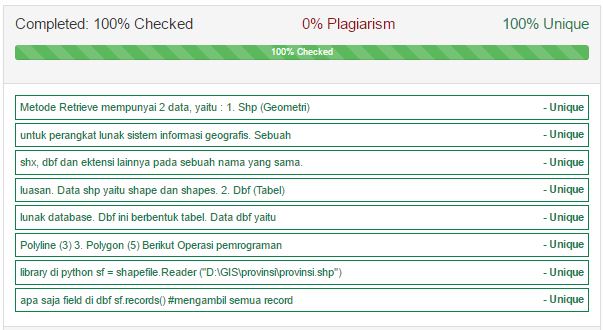 Completed: 100% Checked 0% Plagiarism 100% Unique
100% Checked
Metode Retrieve mempunyai 2 data, yaitu : 1. Shp (Geometri) - Unique
untuk perangkat lunak sistem informasi geografis. Sebuah - Unique
shx, dbf dan ektensi lainnya pada sebuah nama yang sama. - Unique
luasan. Data shp yaitu shape dan shapes. 2. Dbf (Tabel) - Unique
lunak database. Dbf ini berbentuk tabel. Data dbf yaitu - Unique
Polyline (3) 3. Polygon (5) Berikut Operasi pemrograman - Unique
library di python sf = shapefile.Reader ("D:\GIS\provinsi\provinsi.shp") - Unique
apa saja field di dbf sf.records() #mengambil semua record - Unique